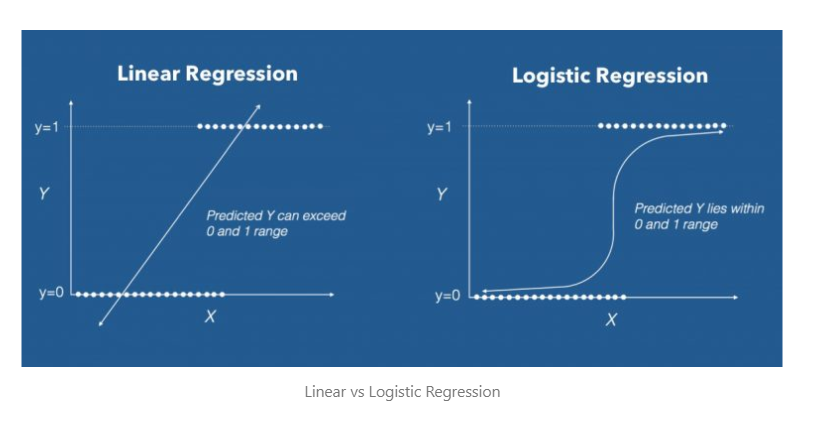 Linear Regression
y=1
Y
Predicted Y can exceed
0 and 1 range
y=0
X
Logistic Regression
y=1
Y
Predicted Y lies within
0 and 1 range
y=0
X
Linear vs Logistic Regression